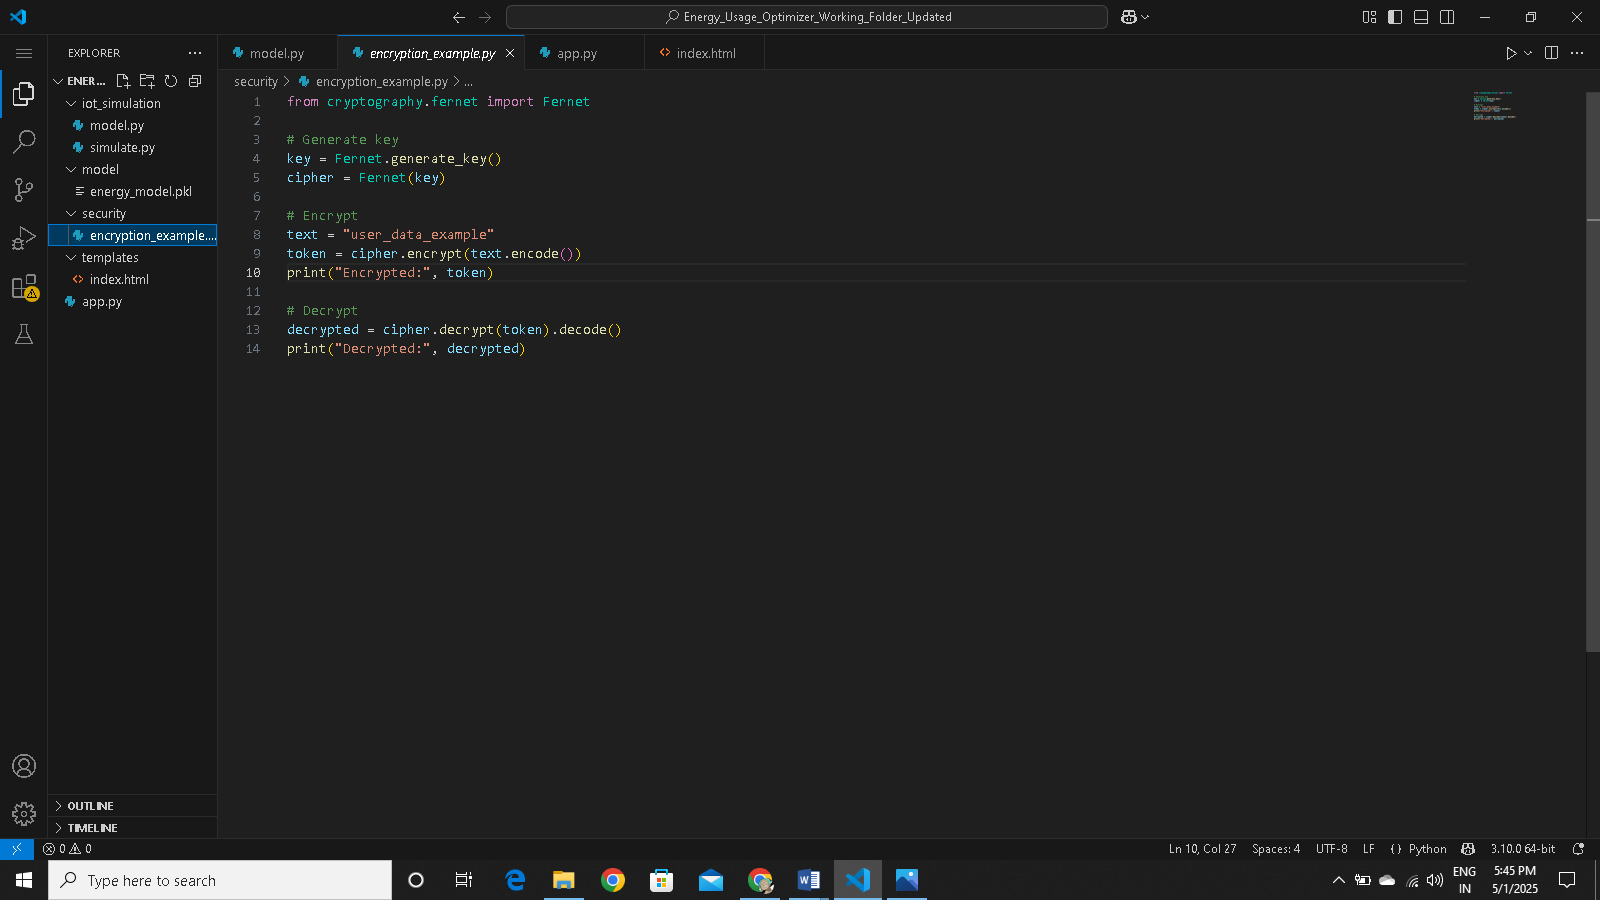 Energy_Usage_Optimizer_Working_Folder_Updated
EXPLORER
ENER...
iot_simulation
model.py
simulate.py
model
energy_model.pkl
security
encryption_example....
templates
index.html
app.py
OUTLINE
TIMELINE
model.py
encryption_example.py
app.py
index.html
security > encryption_example.py > ...
1 from cryptography.fernet import Fernet
2
3 # Generate key
4 key = Fernet.generate_key()
5 cipher = Fernet(key)
6
7 # Encrypt
8 text = "user_data_example"
9 token = cipher.encrypt(text.encode())
10 print("Encrypted:", token)
11
12 # Decrypt
13 decrypted = cipher.decrypt(token).decode()
14 print("Decrypted:", decrypted)
0 0
Ln 10, Col 27 Spaces: 4 UTF-8 LF {} Python 3.10.0 64-bit
Type here to search
ENG
IN
5:45 PM
5/1/2025